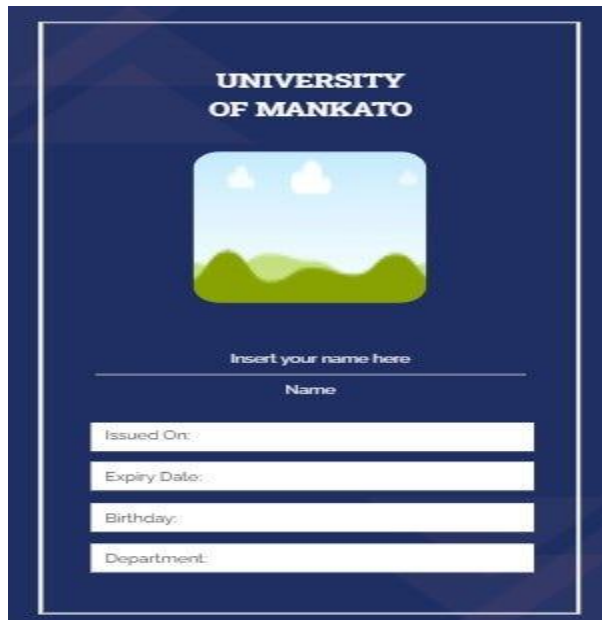 UNIVERSITY
OF MANKATO
Insert your name here
Name
Issued On:
Expiry Date:
Birthday:
Department: